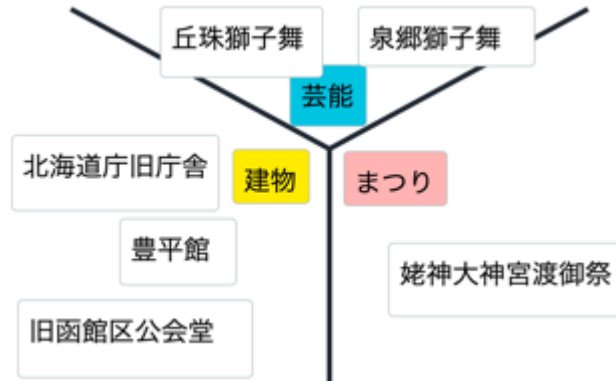 丘珠獅子舞
泉郷獅子舞
芸能
北海道庁旧庁舎
建物
まつり
豊平館
姥神大神宮渡御祭
旧函館区公会堂